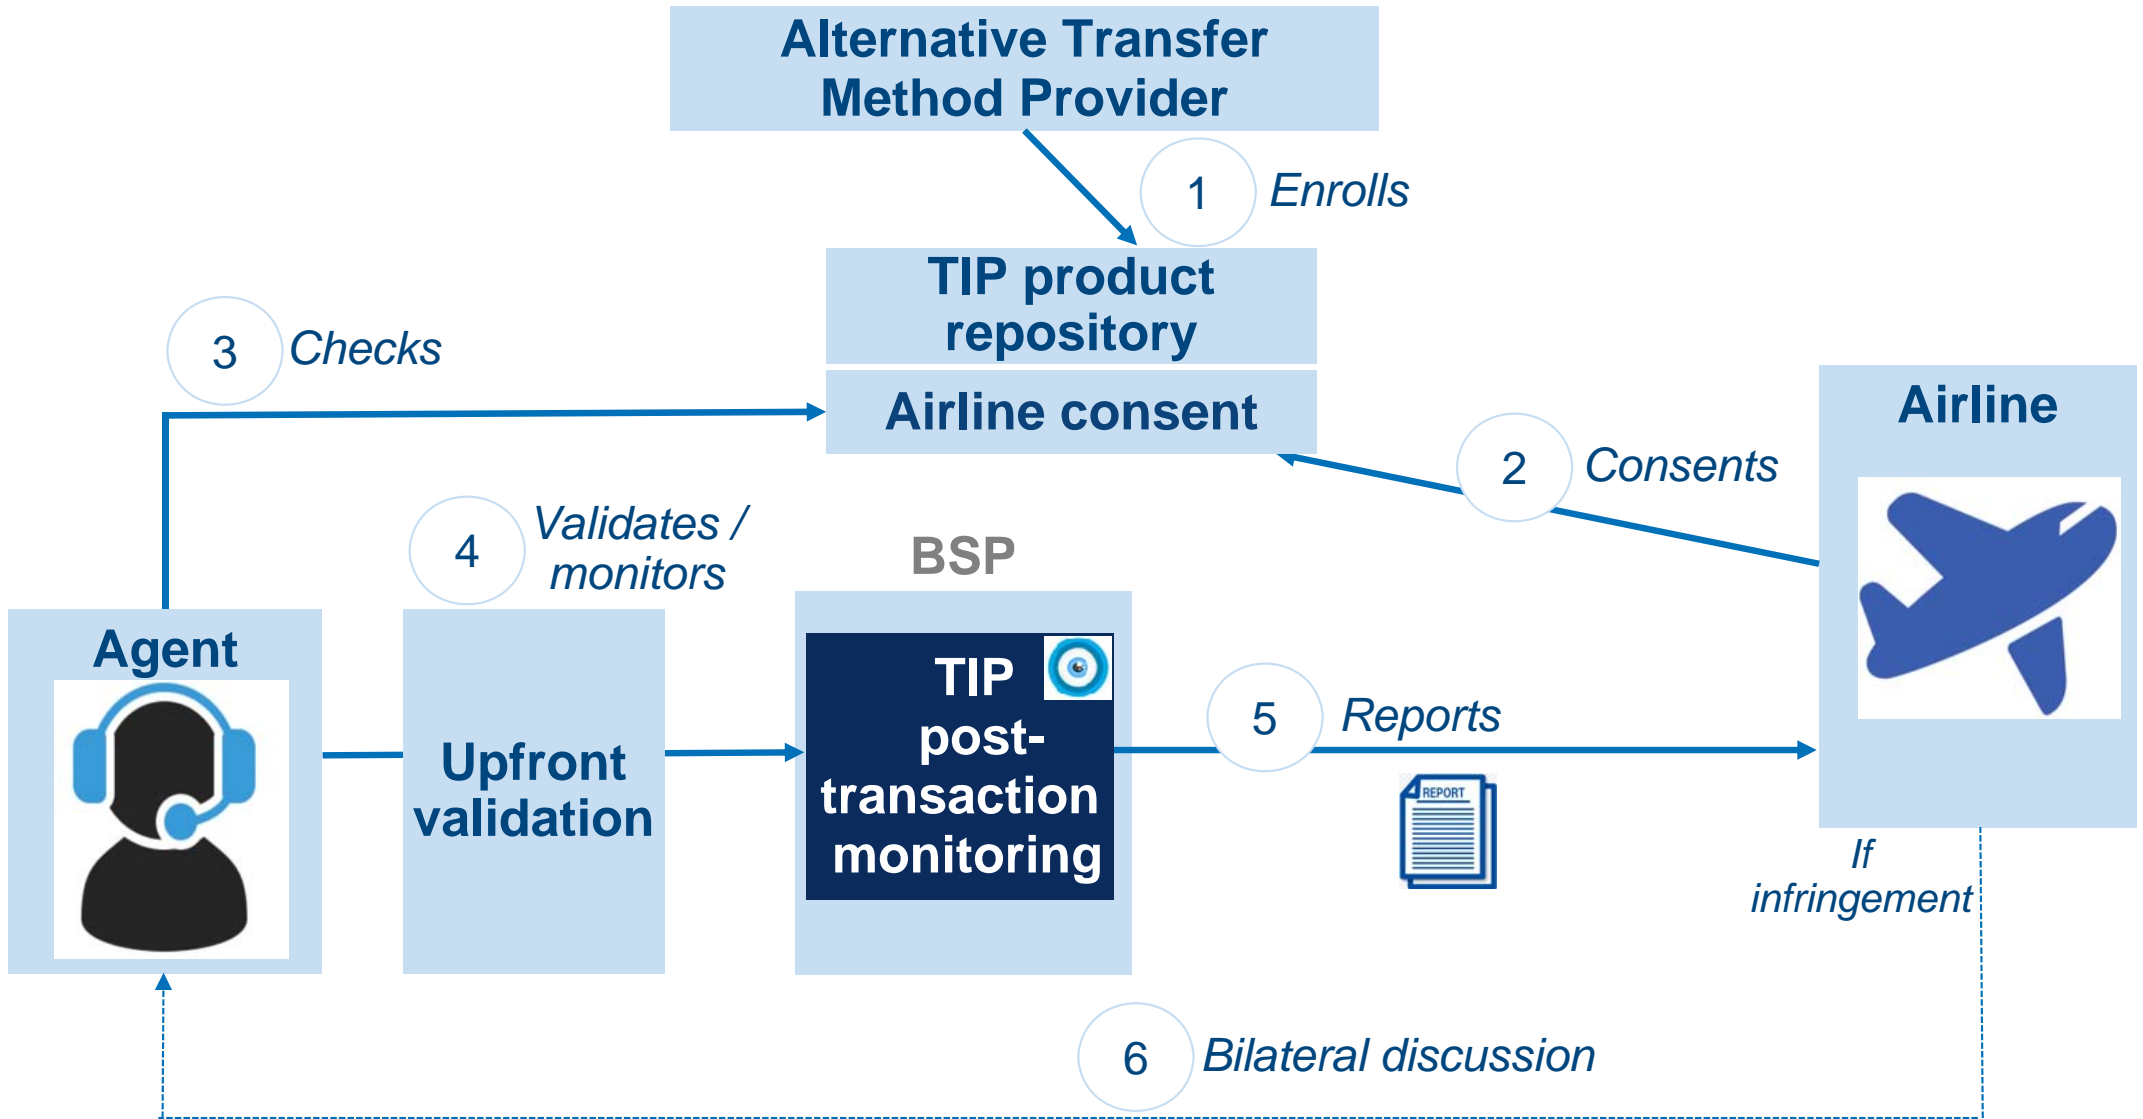 Alternative Transfer
Method Provider
1
Enrolls
TIP product
repository
3
Checks
Airline consent
Airline
2
Consents
4
Validates /
monitors
BSP
Agent
Upfront
validation
TIP
post-
transaction
monitoring
5
Reports
REPORT
If
infringement
6
Bilateral discussion